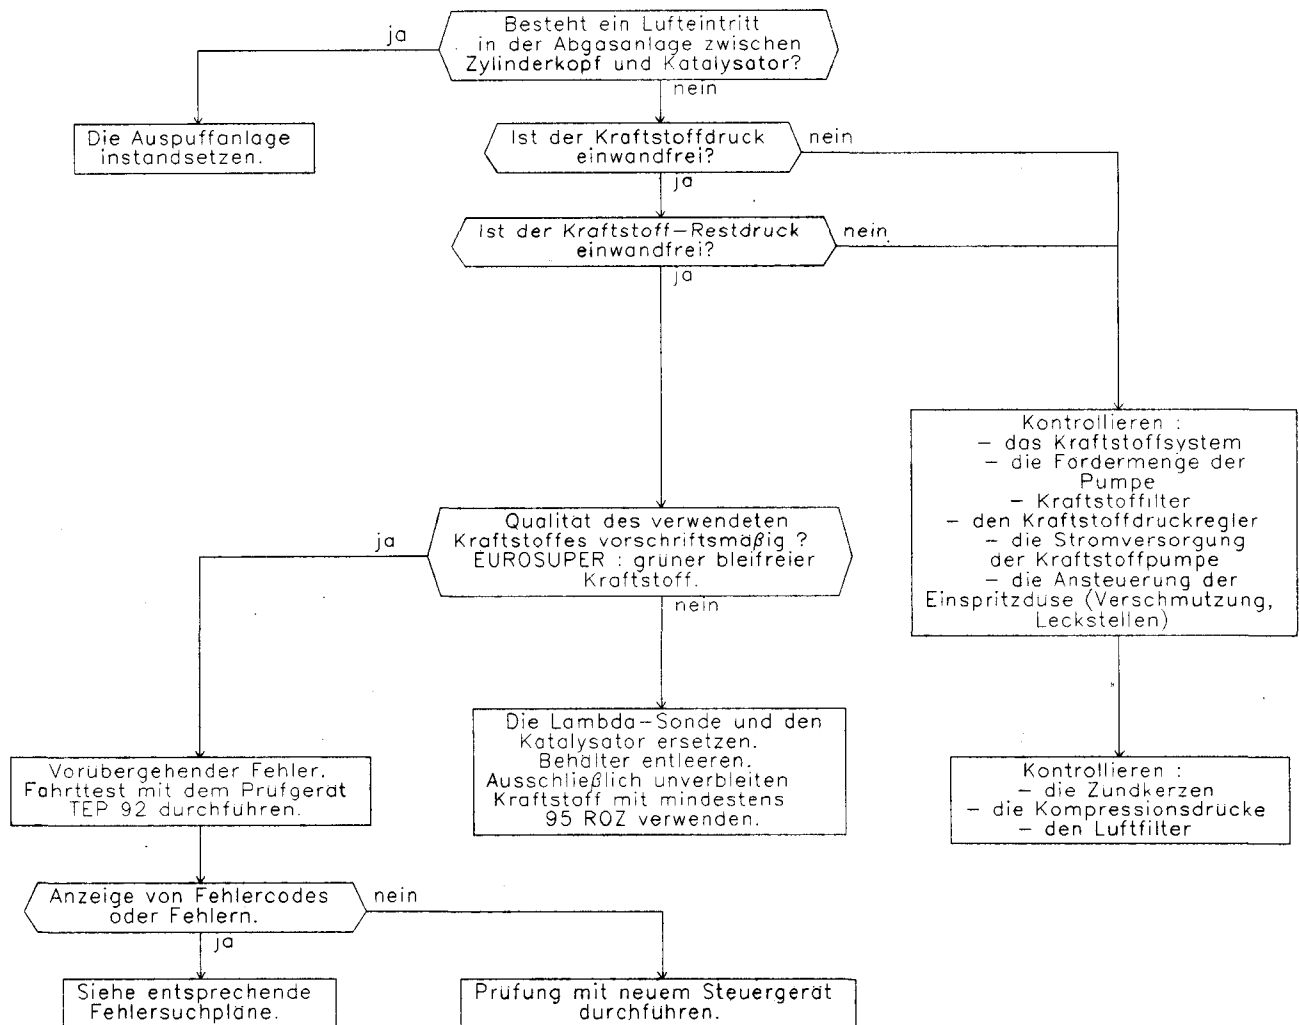 Besteht ein Lufteintritt
in der Abgasanlage zwischen
Zylinderkopf und Katalysator?
ja
nein
Die Auspuffanlage
instandsetzen.
Ist der Kraftstoffdruck
einwandfrei?
nein
ja
Ist der Kraftstoff-Restdruck
einwandfrei?
nein
ja
Kontrollieren :
– das Kraftstoffsystem
– die Fordermenge der
Pumpe
– Kraftstoffilter
– den Kraftstoffdruckregler
– die Stromversorgung
der Kraftstoffpumpe
– die Ansteuerung der
Einspritzduse (Verschmutzung,
Leckstellen)
Qualität des verwendeten
Kraftstoffes vorschriftsmäßig ?
EUROSUPER : grüner bleifreier
Kraftstoff.
ja
nein
Die Lambda-Sonde und den
Katalysator ersetzen.
Behälter entleeren.
Ausschließlich unverbleiten
Kraftstoff mit mindestens
95 ROZ verwenden.
Vorübergehender Fehler.
Fahrttest mit dem Prüfgerät
TEP 92 durchführen.
Kontrollieren :
– die Zundkerzen
– die Kompressionsdrücke
– den Luftfilter
Anzeige von Fehlercodes
oder Fehlern.
nein
ja
Siehe entsprechende
Fehlersuchpläne.
Prüfung mit neuem Steuergerät
durchführen.